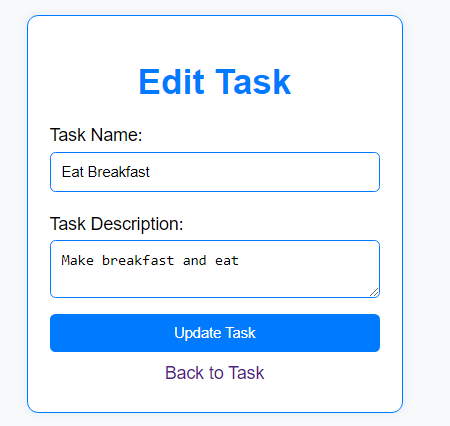 Edit Task
Task Name:
Eat Breakfast
Task Description:
Make breakfast and eat
Update Task
Back to Task